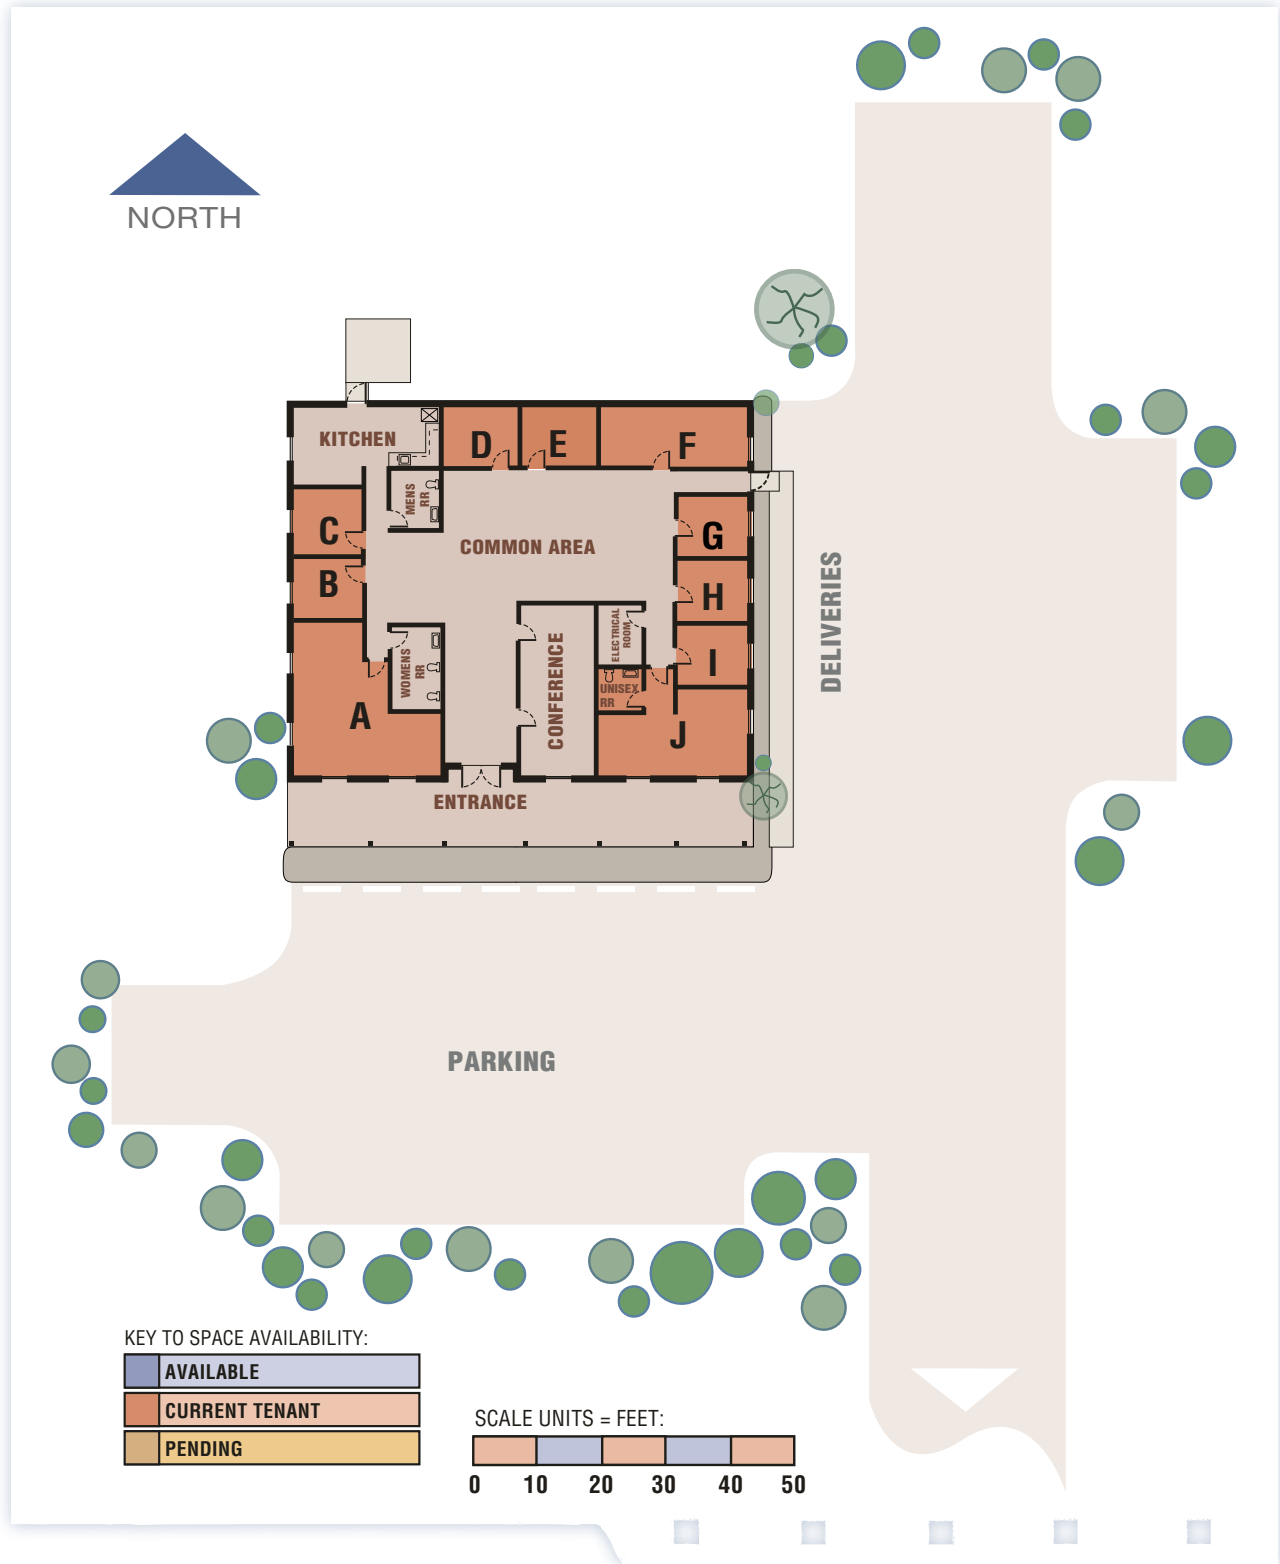 NORTH
KITCHEN
D
E
F
MENS
RR
C
G
COMMON AREA
B
H
DELIVERIES
ELECTRICAL
ROOM
WOMENS
RR
CONFERENCE
I
UNISEX
RR
A
J
ENTRANCE
PARKING
KEY TO SPACE AVAILABILITY:
AVAILABLE
CURRENT TENANT
PENDING
SCALE UNITS = FEET:
0 10 20 30 40 50